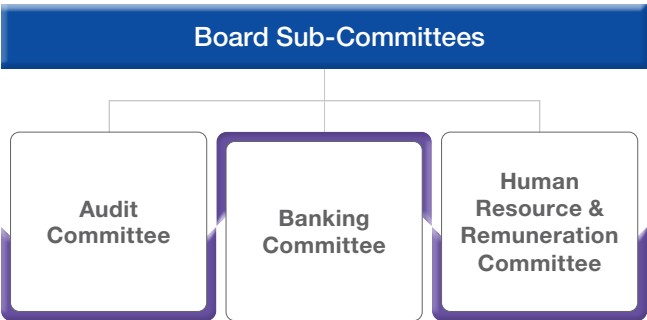 Board Sub-Committees
Audit
Committee
Banking
Committee
Human
Resource &
Remuneration
Committee